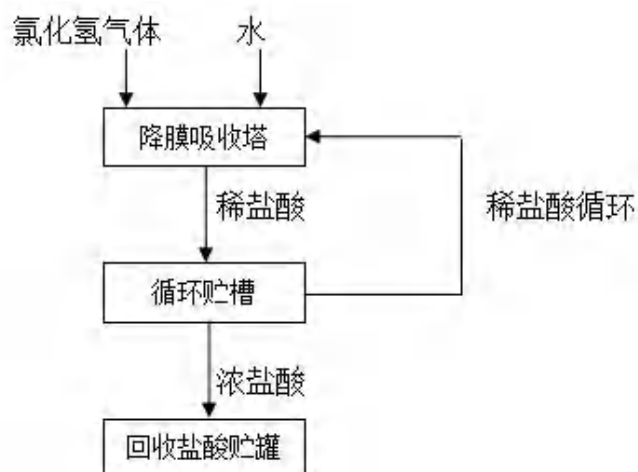 氯化氢气体
水
降膜吸收塔
稀盐酸
稀盐酸循环
循环贮槽
浓盐酸
回收盐酸贮罐